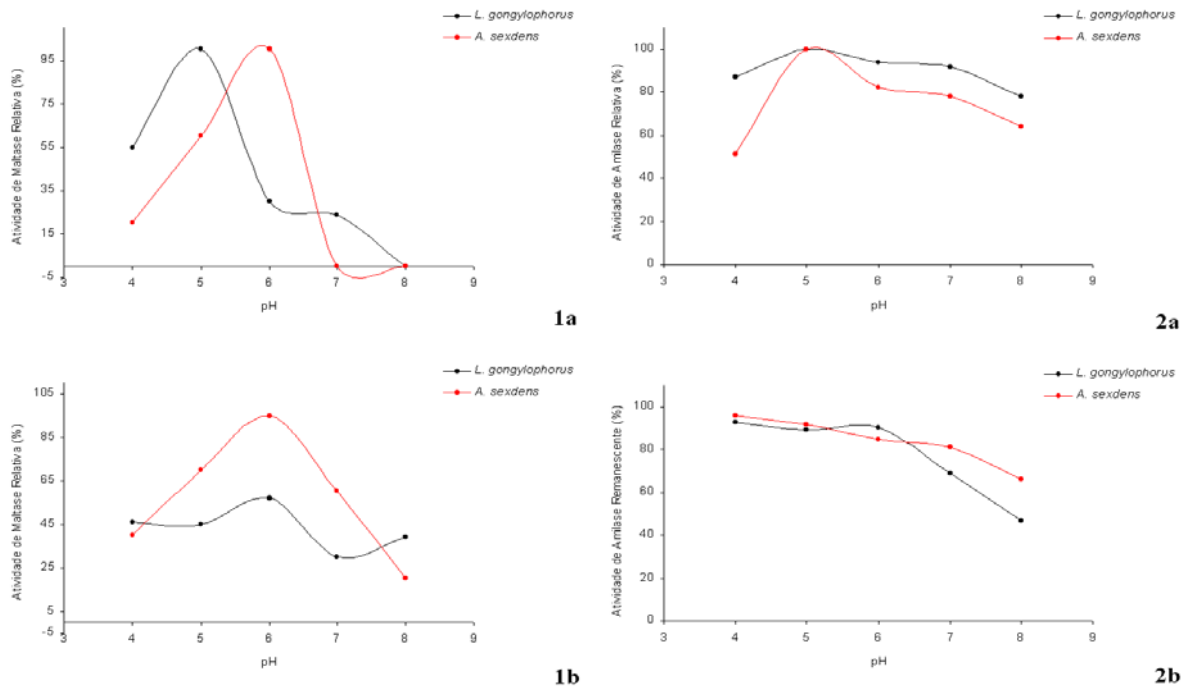 L. gongylophorus
A. sexdens
Atividade de Maltase Relativa (%)
95
75
55
35
15
-5
3 4 5 6 7 8 9
pH
1a
L. gongylophorus
A. sexdens
Atividade de Amilase Relativa (%)
100
80
60
40
20
0
3 4 5 6 7 8 9
pH
2a
L. gongylophorus
A. sexdens
Atividade de Maltase Relativa (%)
105
85
65
45
25
5
-5
3 4 5 6 7 8 9
pH
1b
L. gongylophorus
A. sexdens
Atividade de Amilase Remanescente (%)
100
80
60
40
20
0
3 4 5 6 7 8 9
pH
2b